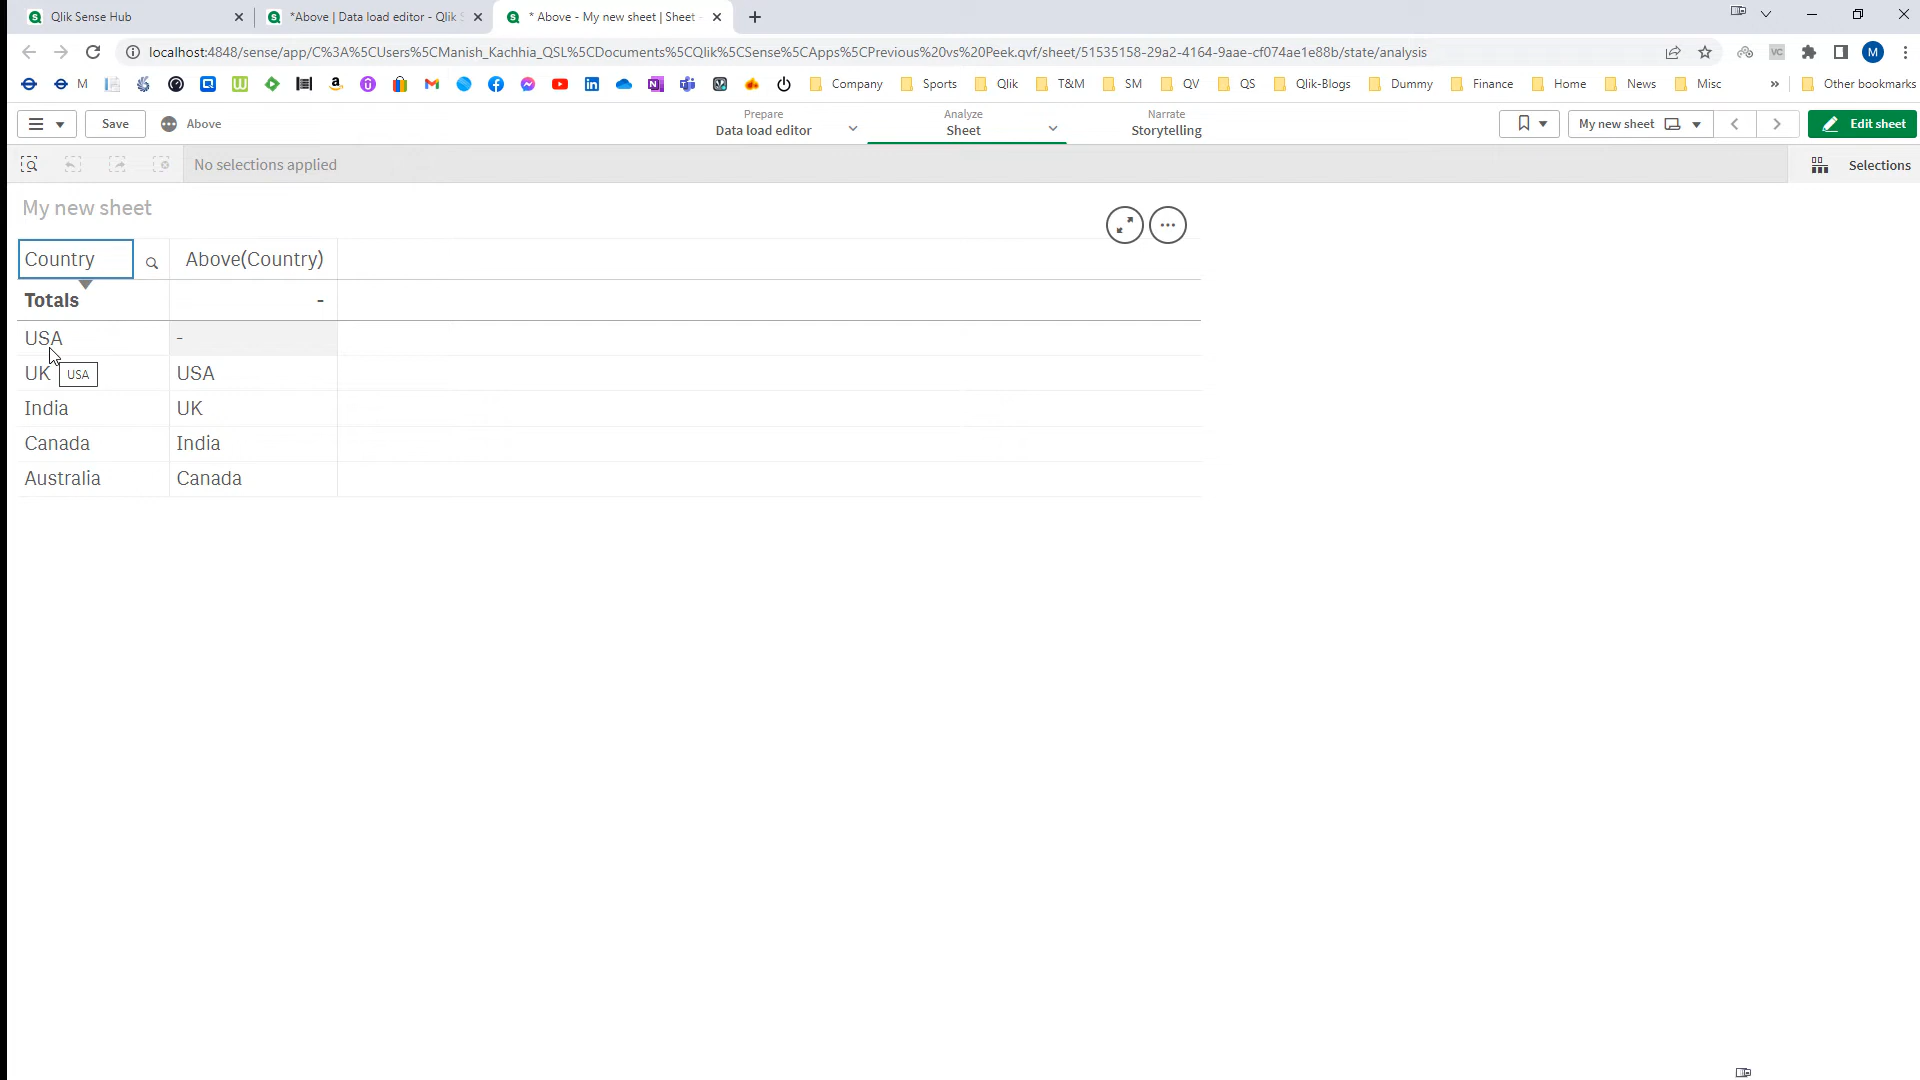 Qlik Sense Hub
*Above | Data load editor - Qlik S
* Above - My new sheet | Sheet -
localhost:4848/sense/app/C%3A%5CUsers%5CManish_Kachhia_QSL%5CDocuments%5CQlik%5CSense%5CApps%5CPrevious%20vs%20Peek.qvf/sheet/51535158-29a2-4164-9aae-cf074ae1e88b/state/analysis
VC
M
M
Company
Sports
Qlik
T&M
SM
QV
QS
Qlik-Blogs
Dummy
Finance
Home
News
Misc
»
Other bookmarks
Save
Above
Prepare
Data load editor
Analyze
Sheet
Narrate
Storytelling
My new sheet
Edit sheet
No selections applied
Selections
My new sheet
Country Above(Country)
Totals -
USA -
UK USA
USA
India UK
Canada India
Australia Canada